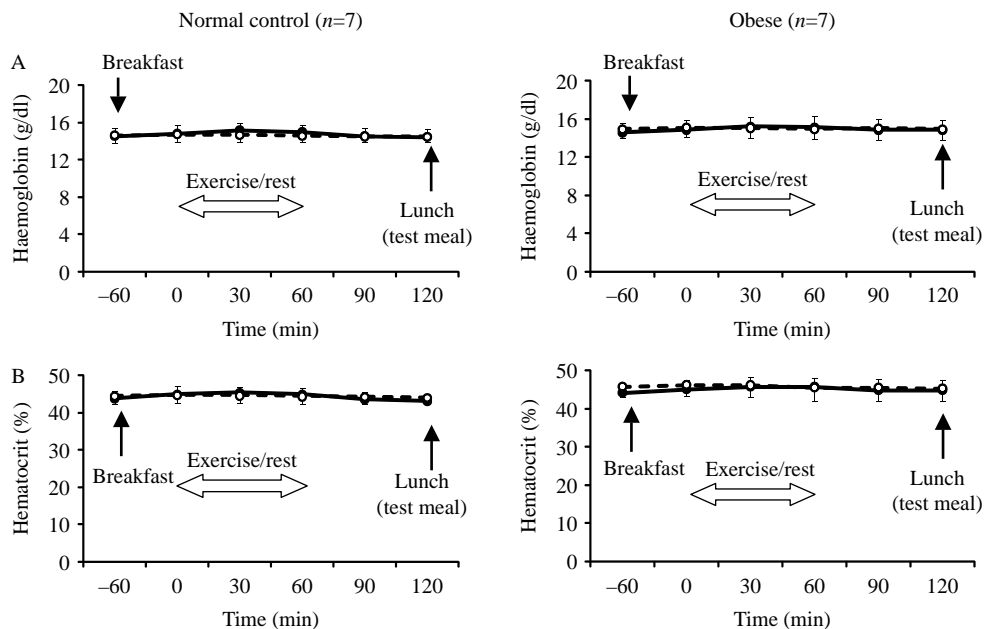 Normal control (n=7)
Obese (n=7)
A
Breakfast
Haemoglobin (g/dl)
20
16
12
8
4
0
Exercise/rest
Lunch
(test meal)
–60 0 30 60 90 120
Time (min)
Breakfast
Haemoglobin (g/dl)
20
16
12
8
4
0
Exercise/rest
Lunch
(test meal)
–60 0 30 60 90 120
Time (min)
B
Hematocrit (%)
50
40
30
20
10
0
Breakfast
Exercise/rest
Lunch
(test meal)
–60 0 30 60 90 120
Time (min)
Hematocrit (%)
50
40
30
20
10
0
Breakfast
Exercise/rest
Lunch
(test meal)
–60 0 30 60 90 120
Time (min)